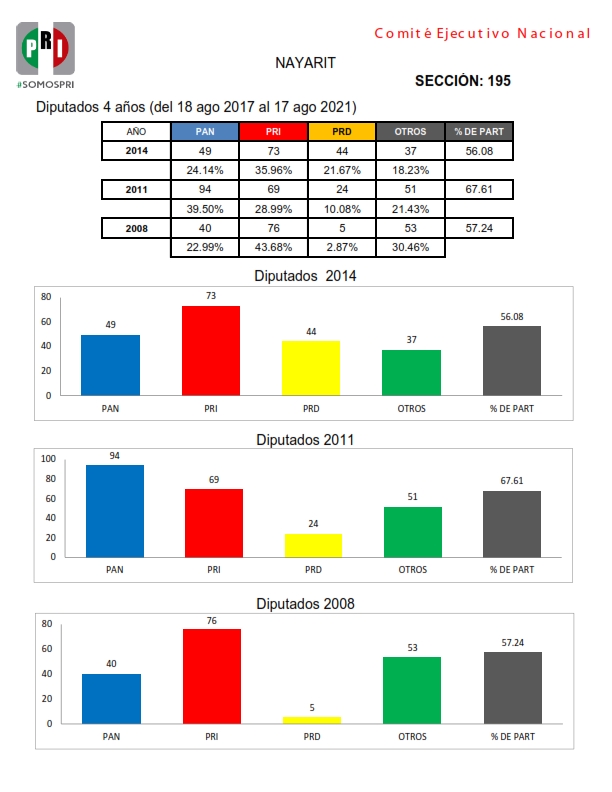 Comité Ejecutivo Nacional
PRI
#SOMOSPRI
NAYARIT
SECCIÓN: 195
Diputados 4 años (del 18 ago 2017 al 17 ago 2021)
AÑO PAN PRI PRD OTROS % DE PART
2014 49 73 44 37 56.08
24.14% 35.96% 21.67% 18.23%
2011 94 69 24 51 67.61
39.50% 28.99% 10.08% 21.43%
2008 40 76 5 53 57.24
22.99% 43.68% 2.87% 30.46%
Diputados 2014
80
60
40
20
0
49 73 44 37 56.08
PAN PRI PRD OTROS % DE PART
Diputados 2011
100
80
60
40
20
0
94 69 24 51 67.61
PAN PRI PRD OTROS % DE PART
Diputados 2008
80
60
40
20
0
40 76 5 53 57.24
PAN PRI PRD OTROS % DE PART